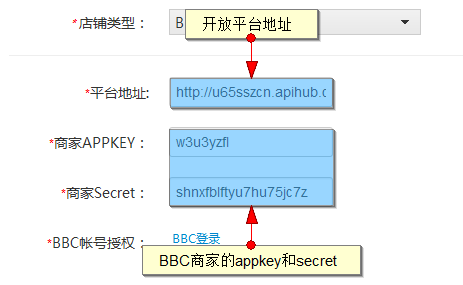 *店铺类型：
开放平台地址
*平台地址:
http://u65sszcn.apihub.c
*商家APPKEY：
w3u3yzfl
*商家Secret：
shnxfblftyu7hu75jc7z
*BBC帐号授权：
BBC登录
BBC商家的appkey和secret